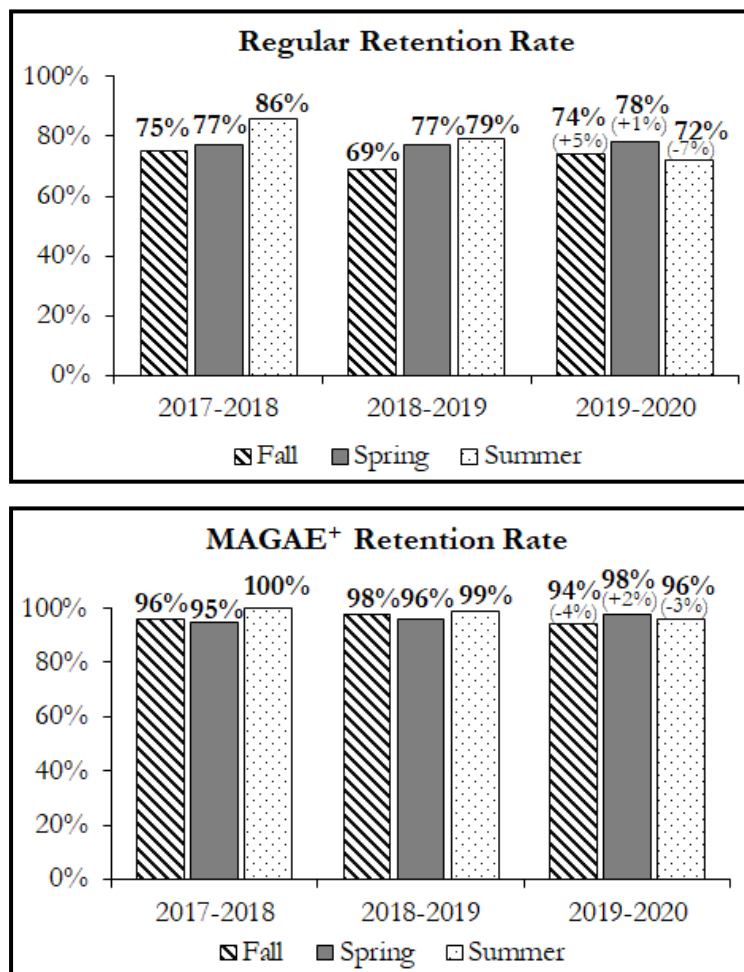 Regular Retention Rate
100%
80%
60%
40%
20%
0%
75% 77% 86%
69% 77% 79%
74% 78% 72%
(+5%) (+1%) (-7%)
2017-2018 2018-2019 2019-2020
Fall Spring Summer
MAGAE+ Retention Rate
100%
80%
60%
40%
20%
0%
96% 95% 100%
98% 96% 99%
94% 98% 96%
(-4%) (+2%) (-3%)
2017-2018 2018-2019 2019-2020
Fall Spring Summer